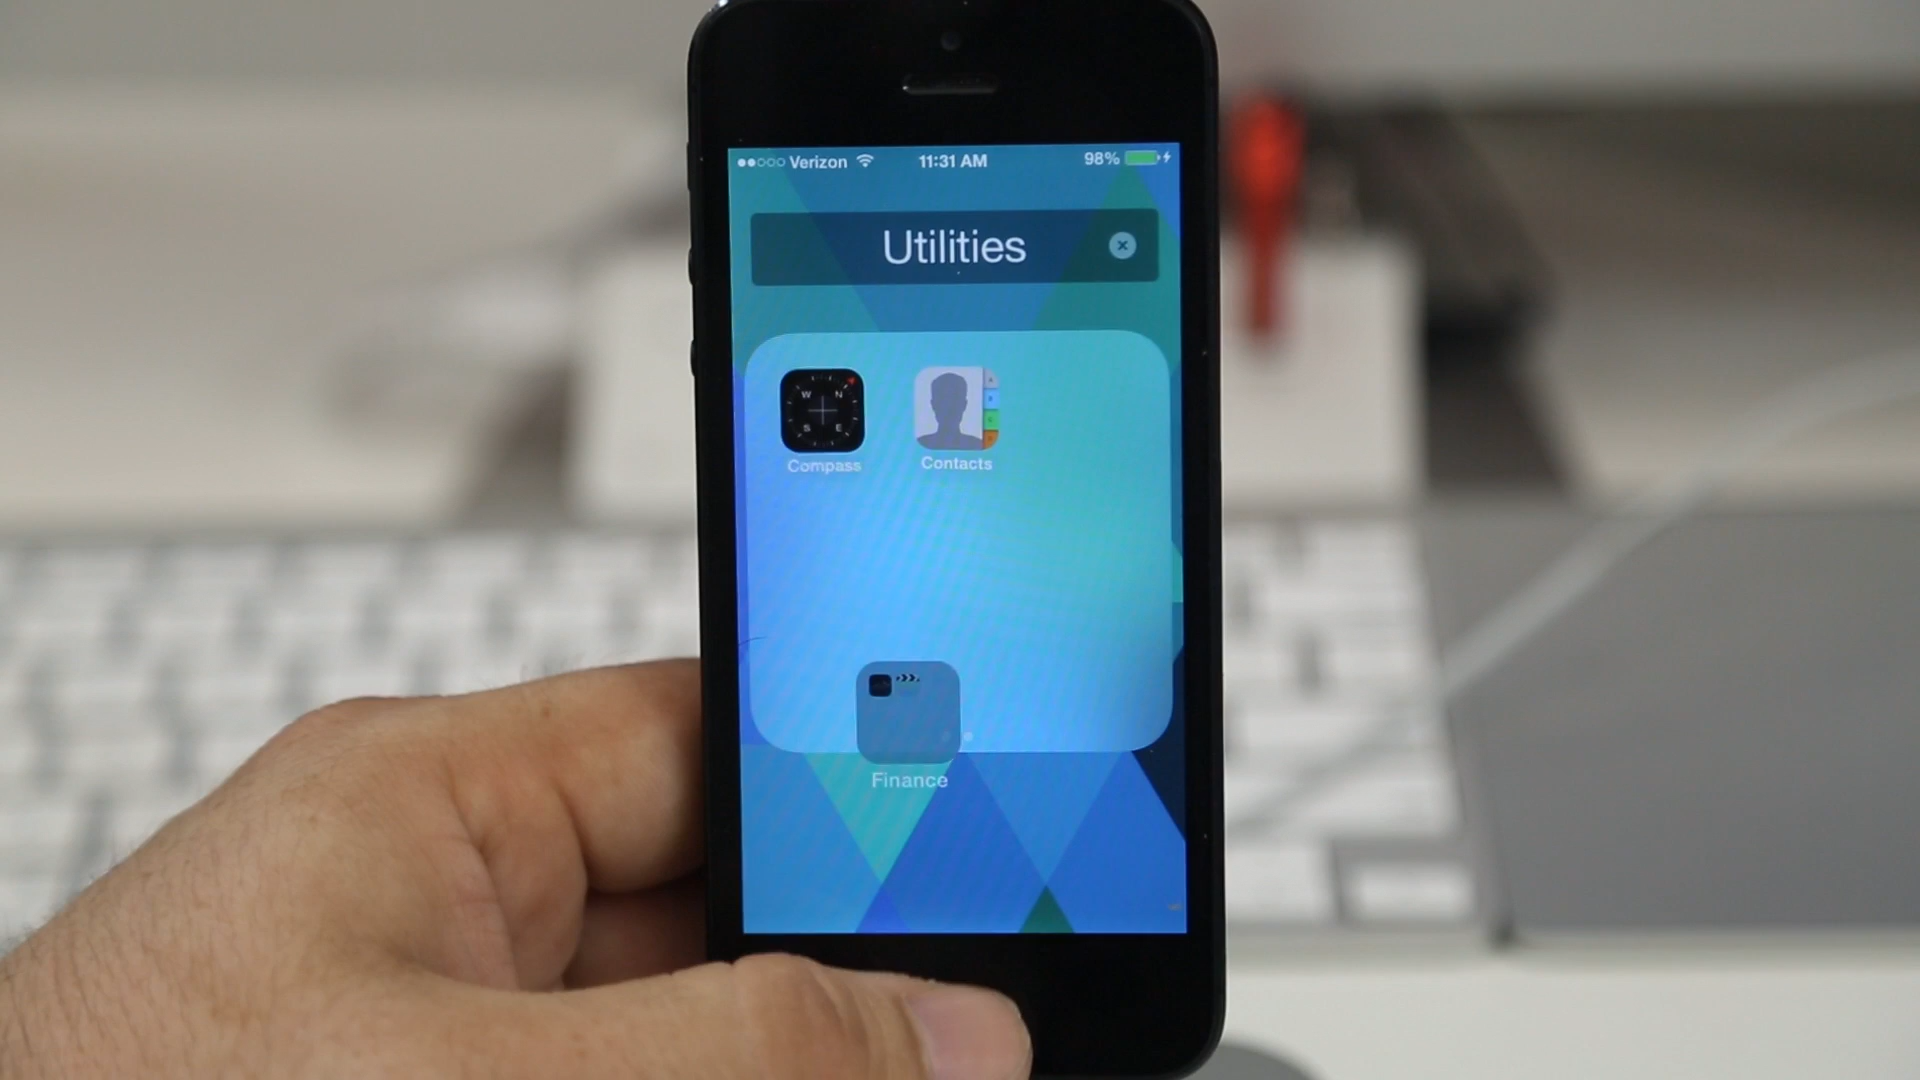 Verizon 11:31 AM 98%
Utilities
W N
S E
A
B
C
Compass Contacts
Finance